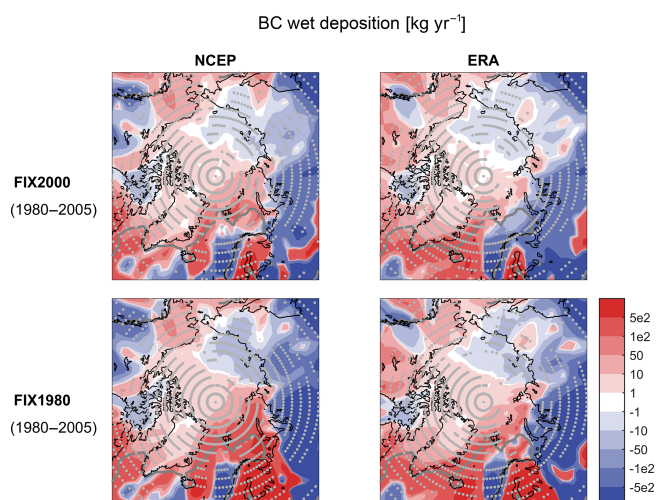 BC wet deposition [kg yr⁻¹]
NCEP
ERA
FIX2000
(1980–2005)
FIX1980
(1980–2005)
5e2
1e2
50
10
1
-1
-10
-50
-1e2
-5e2